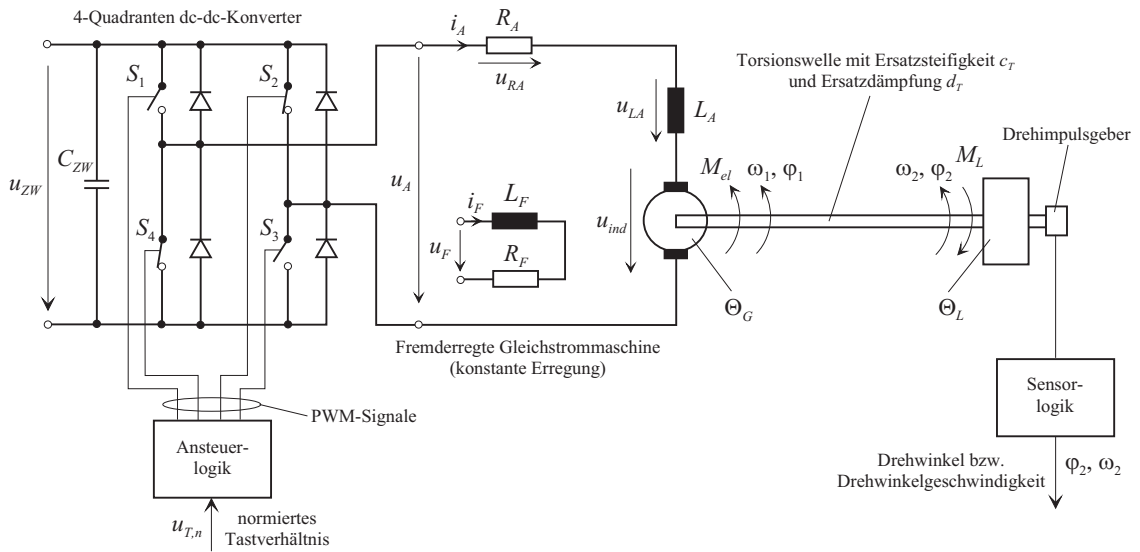 4-Quadranten dc-dc-Konverter
i_A
R_A
u_RA
S_1
S_2
C_ZW
u_ZW
S_4
S_3
u_A
i_F
L_F
u_F
R_F
u_LA
L_A
u_ind
M_el
ω_1, φ_1
Θ_G
Torsionswelle mit Ersatzsteifigkeit c_T
und Ersatzdämpfung d_T
Drehimpulsgeber
ω_2, φ_2
M_L
Θ_L
Fremderregte Gleichstrommaschine
(konstante Erregung)
PWM-Signale
Ansteuer-
logik
u_T,n
normiertes
Tastverhältnis
Sensor-
logik
Drehwinkel bzw.
Drehwinkelgeschwindigkeit
φ_2, ω_2